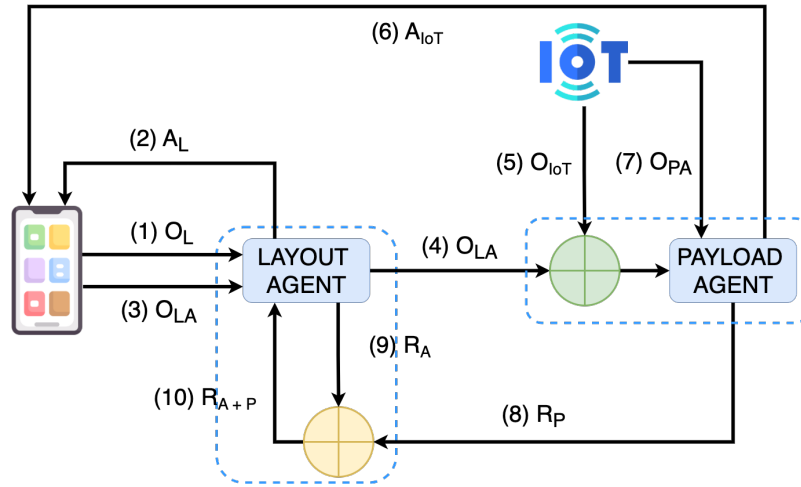 (6) A_IoT
IOT
(2) A_L
(5) O_IoT
(7) O_PA
(1) O_L
(4) O_LA
LAYOUT
AGENT
PAYLOAD
AGENT
(3) O_LA
(9) R_A
(10) R_A + P
(8) R_P